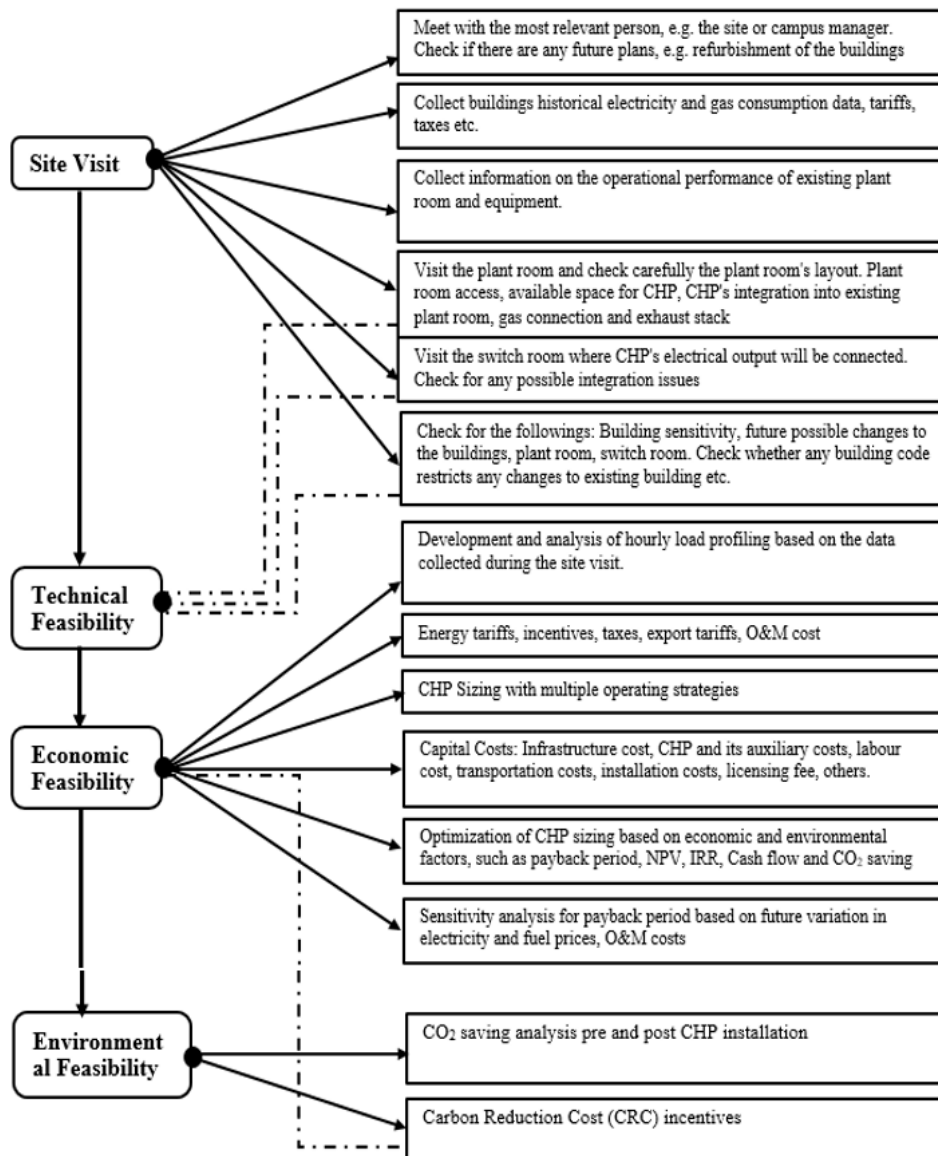 Meet with the most relevant person, e.g. the site or campus manager.
Check if there are any future plans, e.g. refurbishment of the buildings
Collect buildings historical electricity and gas consumption data, tariffs,
taxes etc.
Site Visit
Collect information on the operational performance of existing plant
room and equipment.
Visit the plant room and check carefully the plant room's layout. Plant
room access, available space for CHP, CHP's integration into existing
plant room, gas connection and exhaust stack
Visit the switch room where CHP's electrical output will be connected.
Check for any possible integration issues
Check for the followings: Building sensitivity, future possible changes to
the buildings, plant room, switch room. Check whether any building code
restricts any changes to existing building etc.
Development and analysis of hourly load profiling based on the data
collected during the site visit.
Technical
Feasibility
Energy tariffs, incentives, taxes, export tariffs, O&M cost
CHP Sizing with multiple operating strategies
Economic
Feasibility
Capital Costs: Infrastructure cost, CHP and its auxiliary costs, labour
cost, transportation costs, installation costs, licensing fee, others.
Optimization of CHP sizing based on economic and environmental
factors, such as payback period, NPV, IRR, Cash flow and CO₂ saving
Sensitivity analysis for payback period based on future variation in
electricity and fuel prices, O&M costs
Environment
al Feasibility
CO₂ saving analysis pre and post CHP installation
Carbon Reduction Cost (CRC) incentives